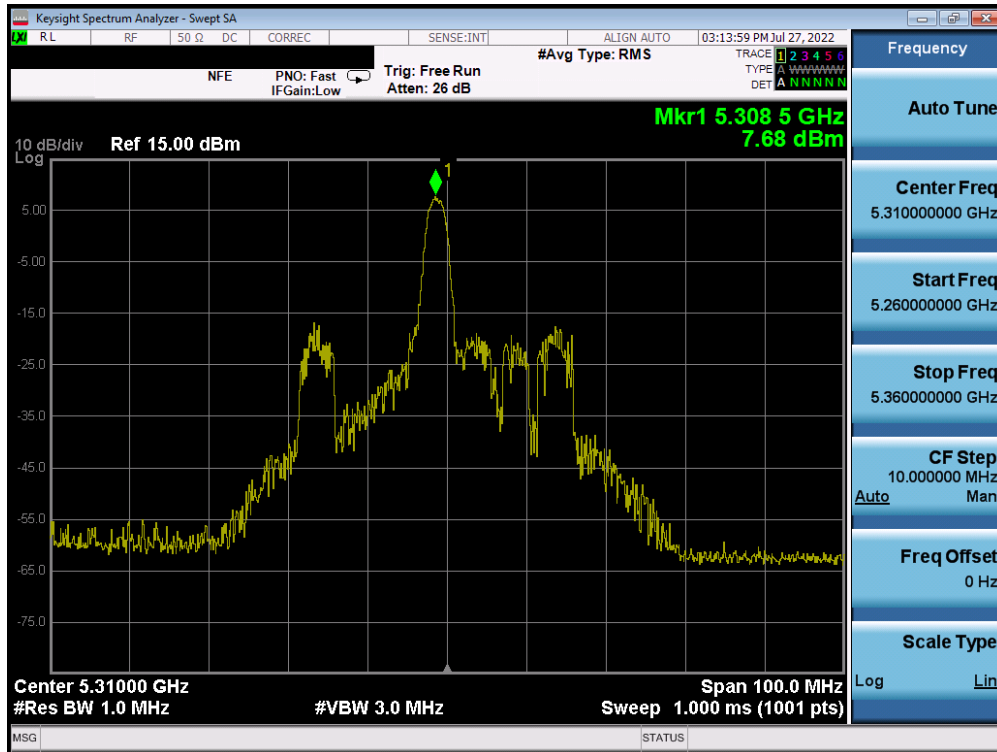 Keysight Spectrum Analyzer - Swept SA
LXI RL RF 50 Ω DC CORREC SENSE:INT ALIGN AUTO 03:13:59 PM Jul 27, 2022
Frequency
#Avg Type: RMS
TRACE 1 2 3 4 5 6
TYPE A WWWWW
DET A N N N N N
NFE
PNO: Fast
IFGain:Low
Trig: Free Run
Atten: 26 dB
Auto Tune
Mkr1 5.308 5 GHz
7.68 dBm
10 dB/div
Log
Ref 15.00 dBm
1
Center Freq
5.310000000 GHz
5.00
-5.00
-15.0
-25.0
-35.0
-45.0
-55.0
-65.0
-75.0
Start Freq
5.260000000 GHz
Stop Freq
5.360000000 GHz
CF Step
10.000000 MHz
Auto Man
Freq Offset
0 Hz
Scale Type
Log Lin
Center 5.31000 GHz
Span 100.0 MHz
#Res BW 1.0 MHz
#VBW 3.0 MHz
Sweep 1.000 ms (1001 pts)
MSG
STATUS